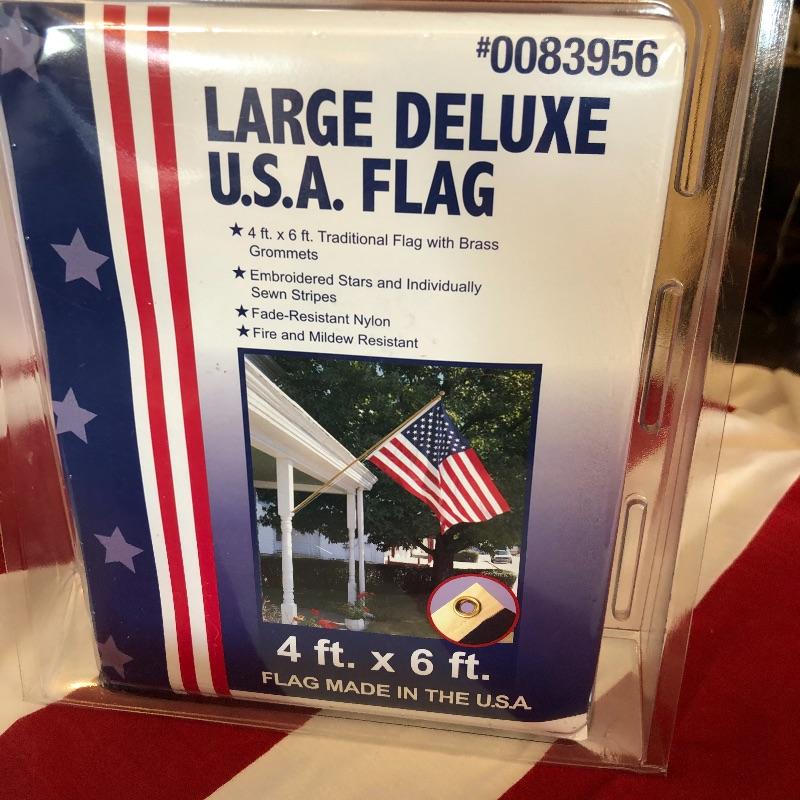 #0083956
LARGE DELUXE
U.S.A. FLAG
★ 4 ft. x 6 ft. Traditional Flag with Brass
Grommets
★ Embroidered Stars and Individually
Sewn Stripes
★ Fade-Resistant Nylon
★ Fire and Mildew Resistant
4 ft. x 6 ft.
FLAG MADE IN THE U.S.A.